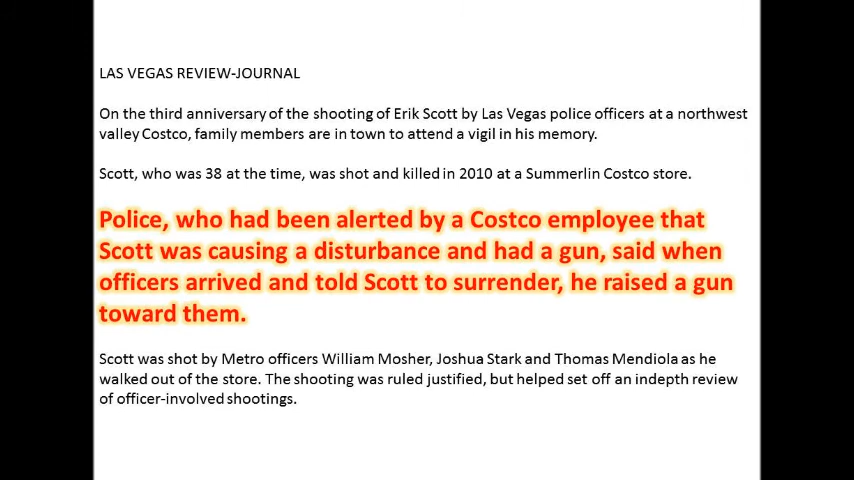 LAS VEGAS REVIEW-JOURNAL
On the third anniversary of the shooting of Erik Scott by Las Vegas police officers at a northwest
valley Costco, family members are in town to attend a vigil in his memory.
Scott, who was 38 at the time, was shot and killed in 2010 at a Summerlin Costco store.
Police, who had been alerted by a Costco employee that
Scott was causing a disturbance and had a gun, said when
officers arrived and told Scott to surrender, he raised a gun
toward them.
Scott was shot by Metro officers William Mosher, Joshua Stark and Thomas Mendiola as he
walked out of the store. The shooting was ruled justified, but helped set off an indepth review
of officer-involved shootings.